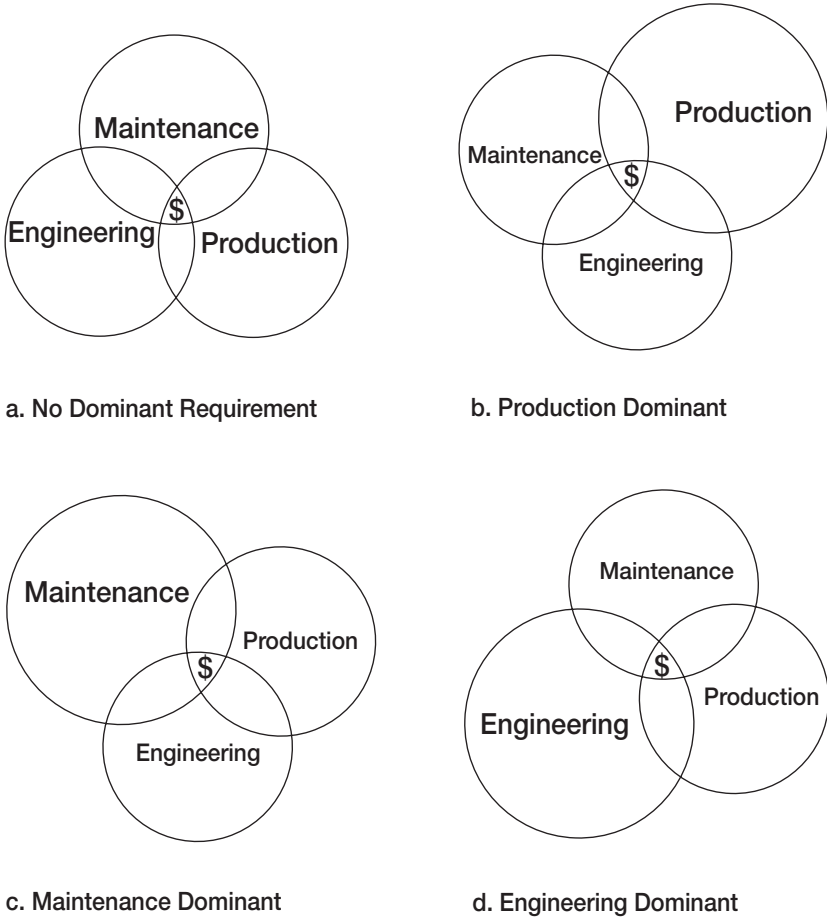 Maintenance
$
Engineering
Production
a. No Dominant Requirement
Production
Maintenance
$
Engineering
b. Production Dominant
Maintenance
Production
$
Engineering
c. Maintenance Dominant
Maintenance
$
Production
Engineering
d. Engineering Dominant